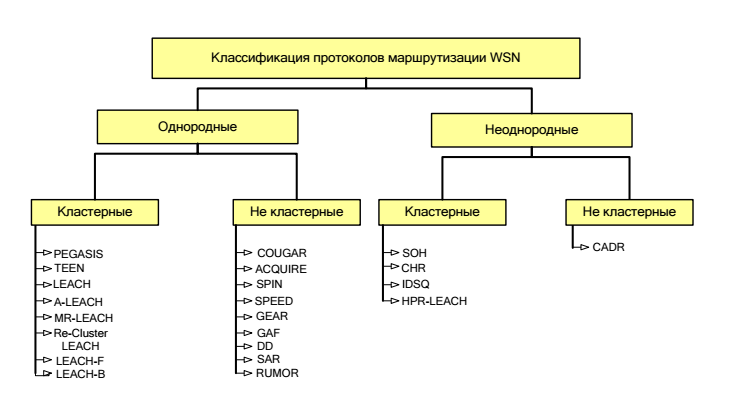 Классификация протоколов маршрутизации WSN
Однородные
Неоднородные
Кластерные
Не кластерные
Кластерные
Не кластерные
PEGASIS
TEEN
LEACH
A-LEACH
MR-LEACH
Re-Cluster
LEACH
LEACH-F
LEACH-B
COUGAR
ACQUIRE
SPIN
SPEED
GEAR
GAF
DD
SAR
RUMOR
SOH
CHR
IDSQ
HPR-LEACH
CADR